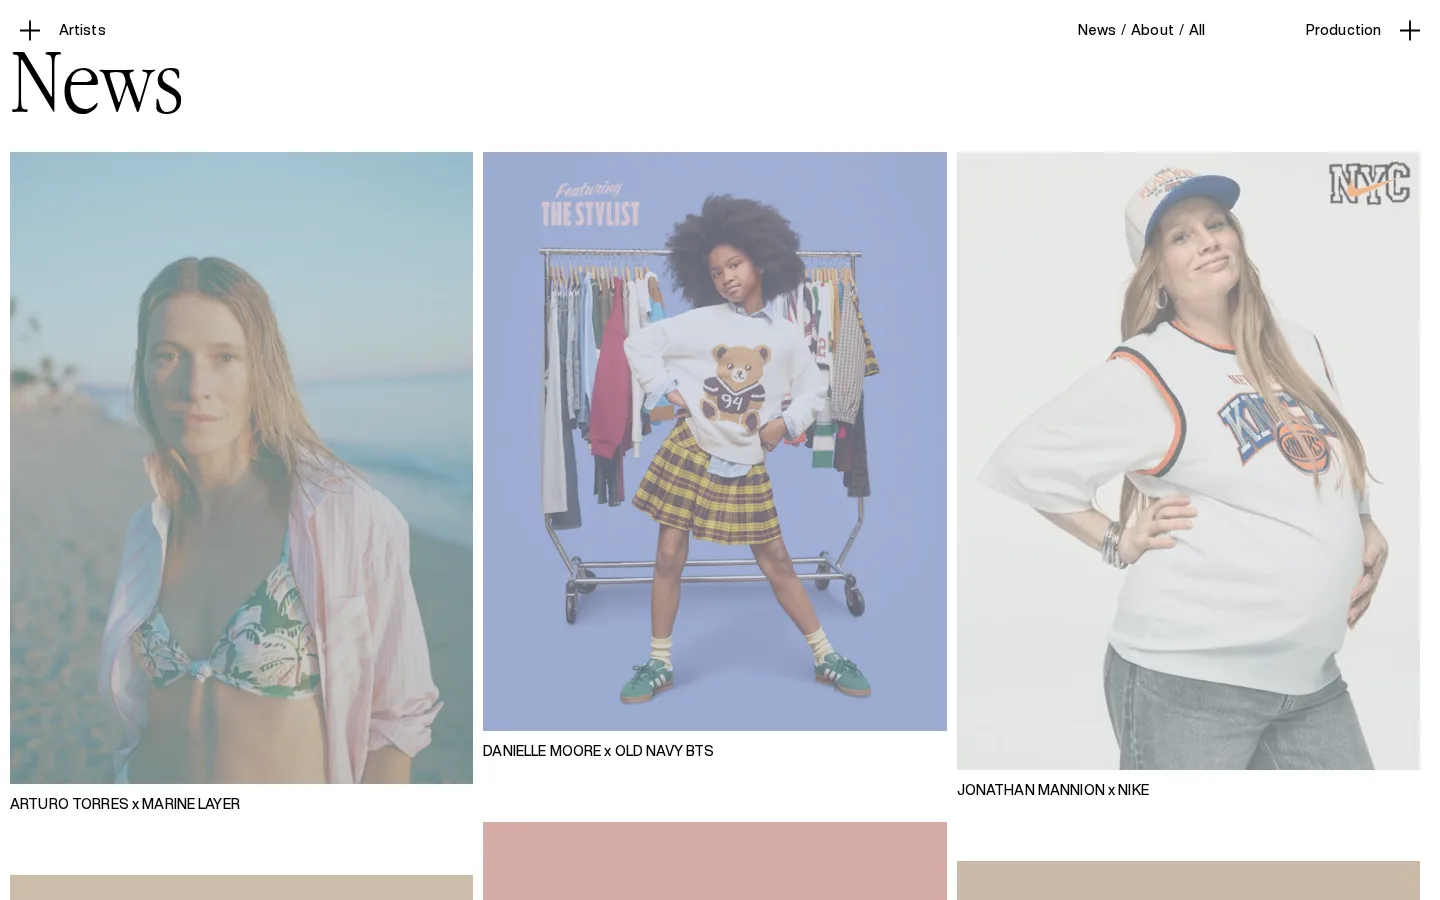 Artists
News / About / All
Production
News
Featuring
THE STYLIST
94
NYC
ARTURO TORRES x MARINE LAYER
DANIELLE MOORE x OLD NAVY BTS
JONATHAN MANNION x NIKE